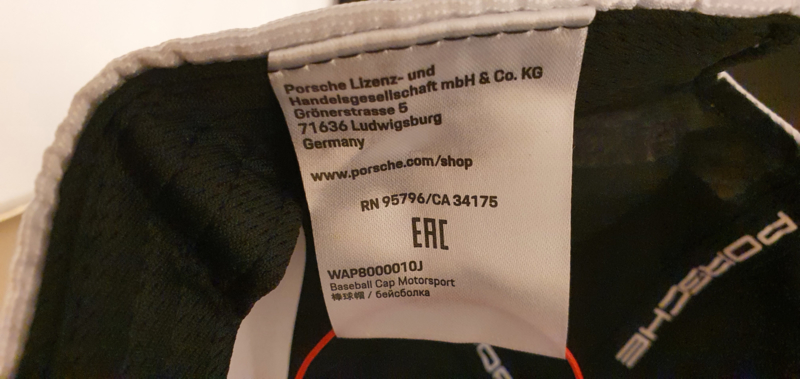 Porsche Lizenz- und
Handelsgesellschaft mbH & Co. KG
Grönerstrasse 5
71636 Ludwigsburg
Germany
www.porsche.com/shop
RN 95796/CA 34175
EAC
WAP8000010J
Baseball Cap Motorsport
棒球帽 / бейсболка
PORSCHE